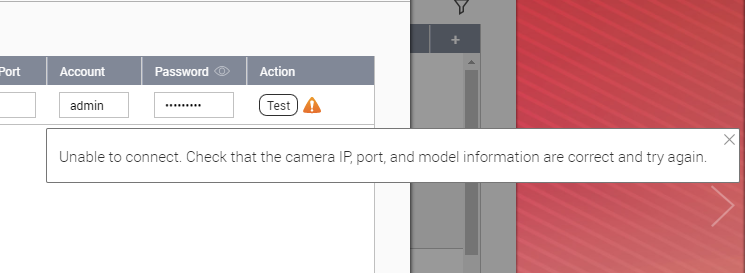 Port Account Password Action
admin ••••••••• Test
Unable to connect. Check that the camera IP, port, and model information are correct and try again.